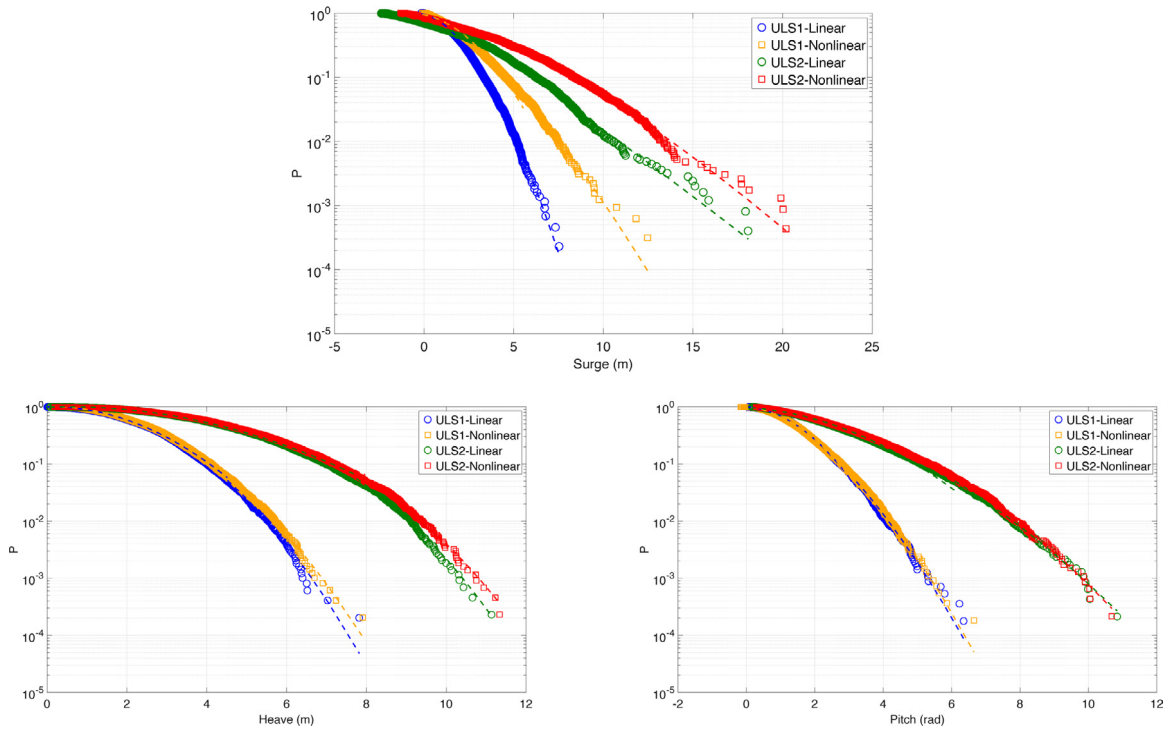 10^0
10^-1
10^-2
10^-3
10^-4
10^-5
P
-5 0 5 10 15 20 25
Surge (m)
ULS1-Linear
ULS1-Nonlinear
ULS2-Linear
ULS2-Nonlinear
10^0
10^-1
10^-2
10^-3
10^-4
10^-5
P
0 2 4 6 8 10 12
Heave (m)
ULS1-Linear
ULS1-Nonlinear
ULS2-Linear
ULS2-Nonlinear
10^0
10^-1
10^-2
10^-3
10^-4
10^-5
P
-2 0 2 4 6 8 10 12
Pitch (rad)
ULS1-Linear
ULS1-Nonlinear
ULS2-Linear
ULS2-Nonlinear